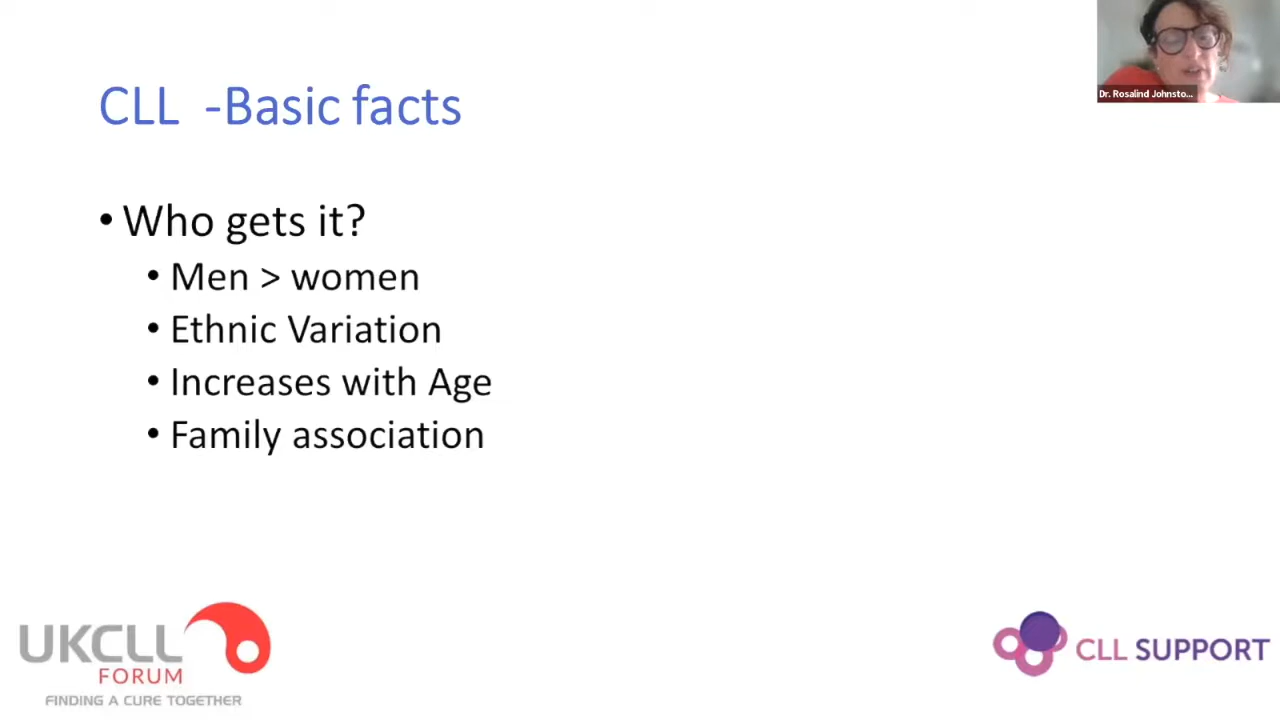 CLL -Basic facts
• Who gets it?
• Men > women
• Ethnic Variation
• Increases with Age
• Family association
Dr. Rosalind Johnsto...
UKCLL
FORUM
FINDING A CURE TOGETHER
CLL SUPPORT